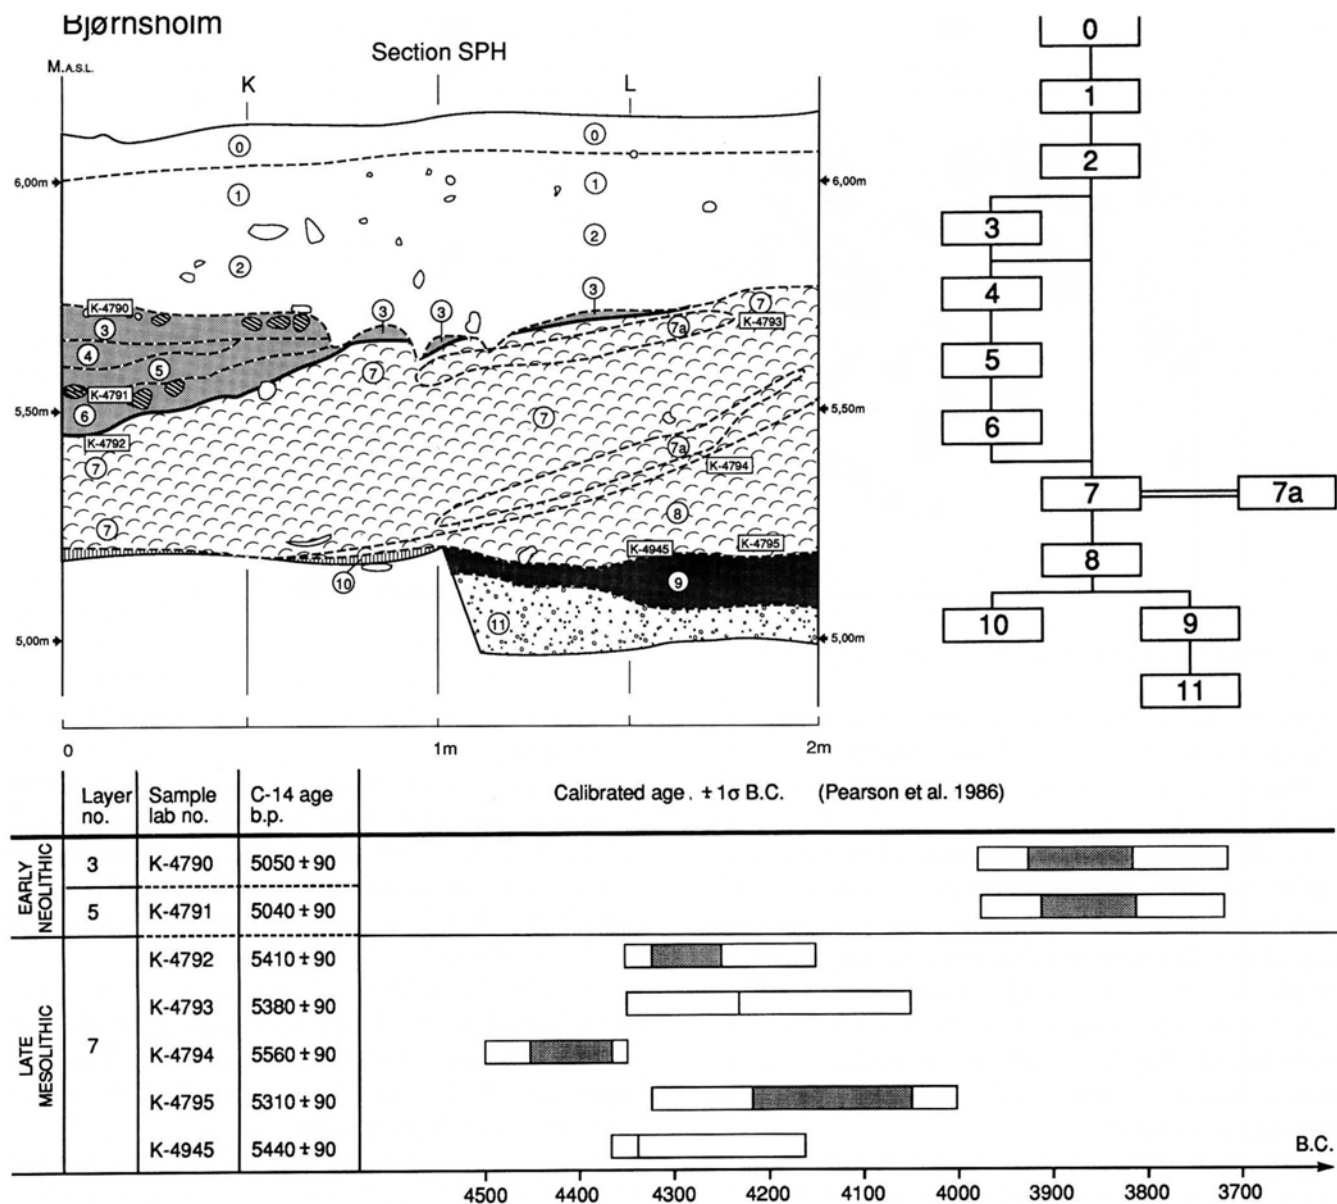 Bjørnsholm
Section SPH
M.A.S.L.
K
L
0
0
6,00m
6,00m
1
1
2
2
K-4790
3
3
3
3
7
K-4793
7a
4
5
7
K-4791
5,50m
5,50m
6
7
K-4792
7a
7
K-4794
8
7
K-4945
K-4795
10
9
11
5,00m
5,00m
0
1m
2m
0
1
2
3
4
5
6
7
7a
8
10
9
11
Layer no.
Sample lab no.
C-14 age b.p.
Calibrated age. ±1σ B.C. (Pearson et al. 1986)
EARLY NEOLITHIC
3 K-4790 5050 ± 90
5 K-4791 5040 ± 90
LATE MESOLITHIC
7
K-4792 5410 ± 90
K-4793 5380 ± 90
K-4794 5560 ± 90
K-4795 5310 ± 90
K-4945 5440 ± 90
B.C.
4500 4400 4300 4200 4100 4000 3900 3800 3700